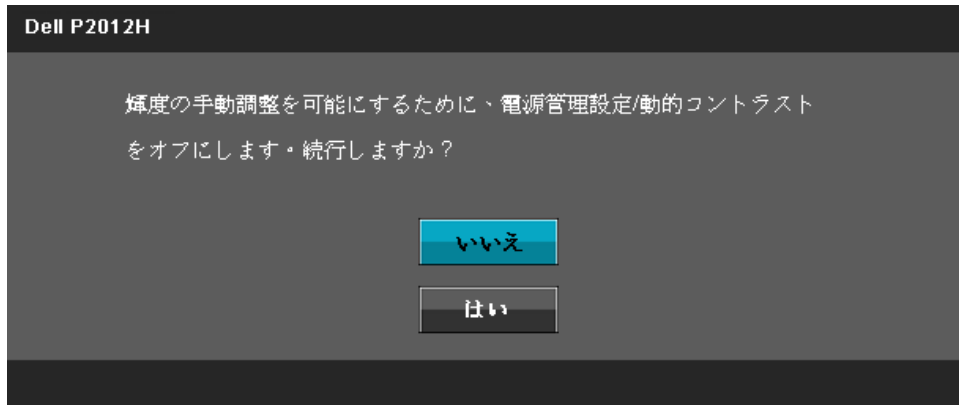 Dell P2012H
輝度の手動調整を可能にするために、電源管理設定/動的コントラスト
をオフにします。続行しますか？
いいえ
はい